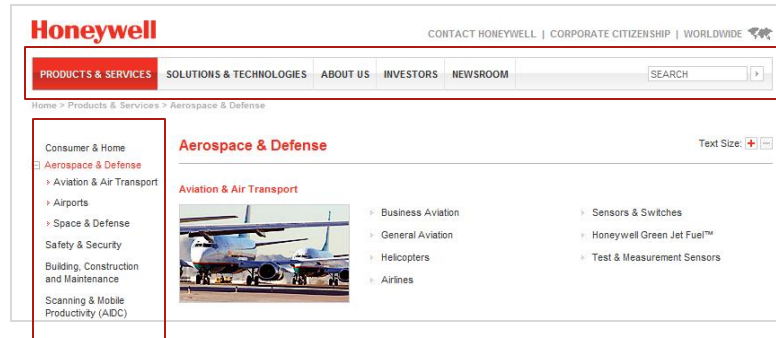 Honeywell
CONTACT HONEYWELL | CORPORATE CITIZENSHIP | WORLDWIDE
PRODUCTS & SERVICES SOLUTIONS & TECHNOLOGIES ABOUT US INVESTORS NEWSROOM SEARCH
Home > Products & Services > Aerospace & Defense
Consumer & Home
Aerospace & Defense
Aviation & Air Transport
Airports
Space & Defense
Safety & Security
Building, Construction
and Maintenance
Scanning & Mobile
Productivity (AIDC)
Aerospace & Defense
Text Size: + −
Aviation & Air Transport
Business Aviation
General Aviation
Helicopters
Airlines
Sensors & Switches
Honeywell Green Jet Fuel™
Test & Measurement Sensors